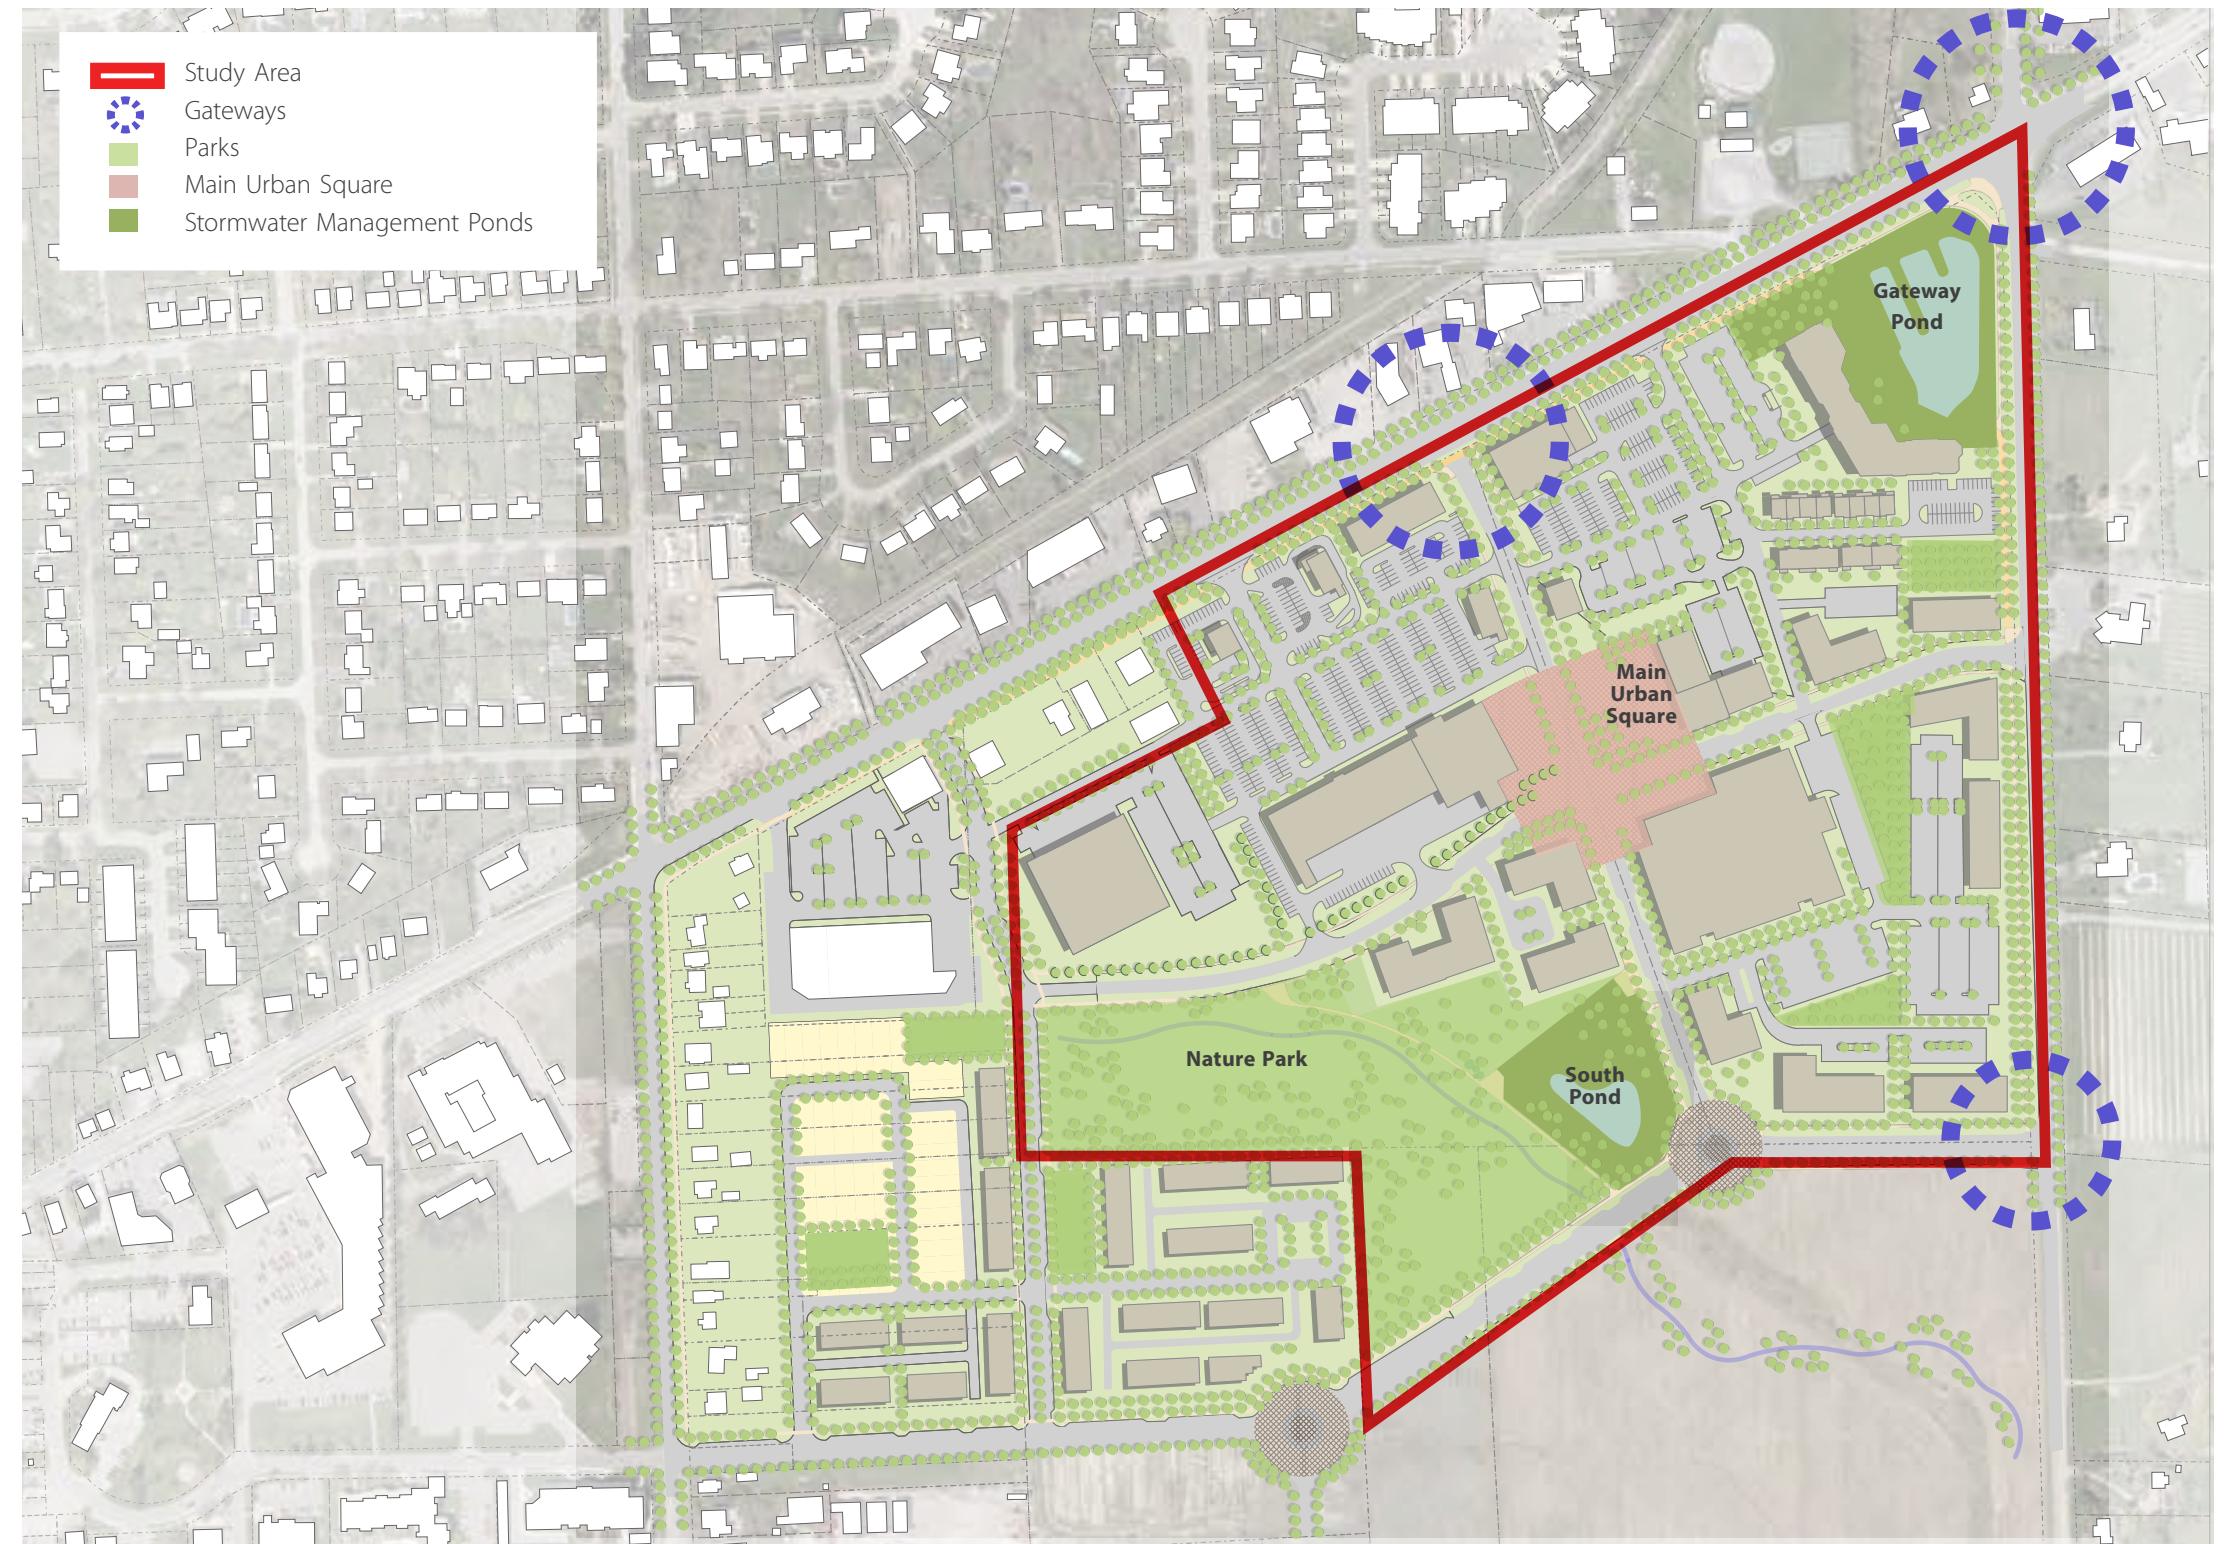 Study Area
Gateways
Parks
Main Urban Square
Stormwater Management Ponds
Gateway
Pond
Main
Urban
Square
Nature Park
South
Pond